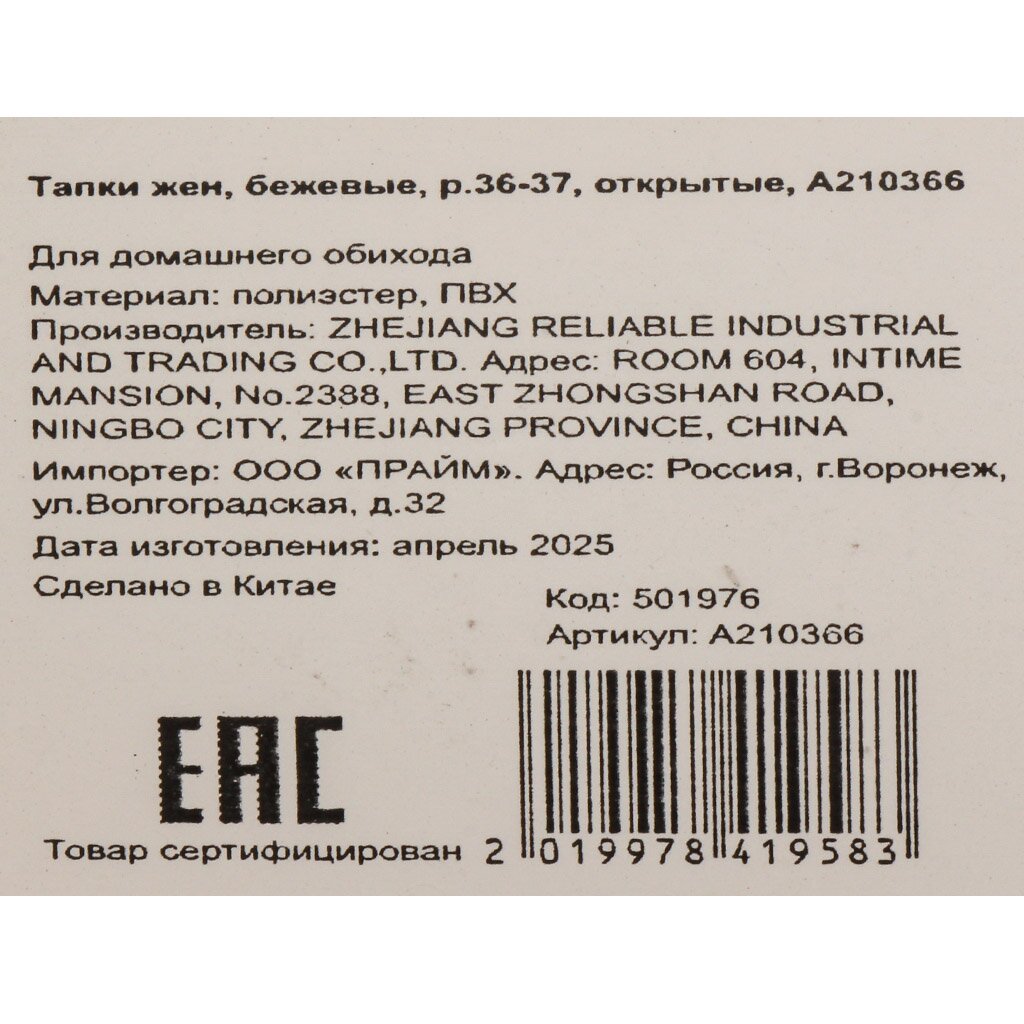 Тапки жен, бежевые, р.36-37, открытые, А210366
Для домашнего обихода
Материал: полиэстер, ПВХ
Производитель: ZHEJIANG RELIABLE INDUSTRIAL
AND TRADING CO.,LTD. Адрес: ROOM 604, INTIME
MANSION, No.2388, EAST ZHONGSHAN ROAD,
NINGBO CITY, ZHEJIANG PROVINCE, CHINA
Импортер: ООО «ПРАЙМ». Адрес: Россия, г.Воронеж,
ул.Волгоградская, д.32
Дата изготовления: апрель 2025
Сделано в Китае
Код: 501976
Артикул: А210366
EAC
Товар сертифицирован
2 019978 419583